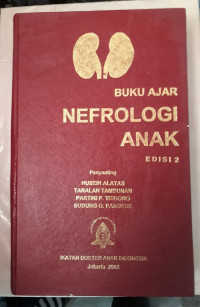 BUKU AJAR
NEFROLOGI
ANAK
EDISI 2
Penyunting
HUSEIN ALATAS
TARALAN TAMBUNAN
PARTINI P. TRIHONO
SUDUNG O. PARDEDE
IKATAN DOKTER ANAK INDONESIA
Jakarta 2002